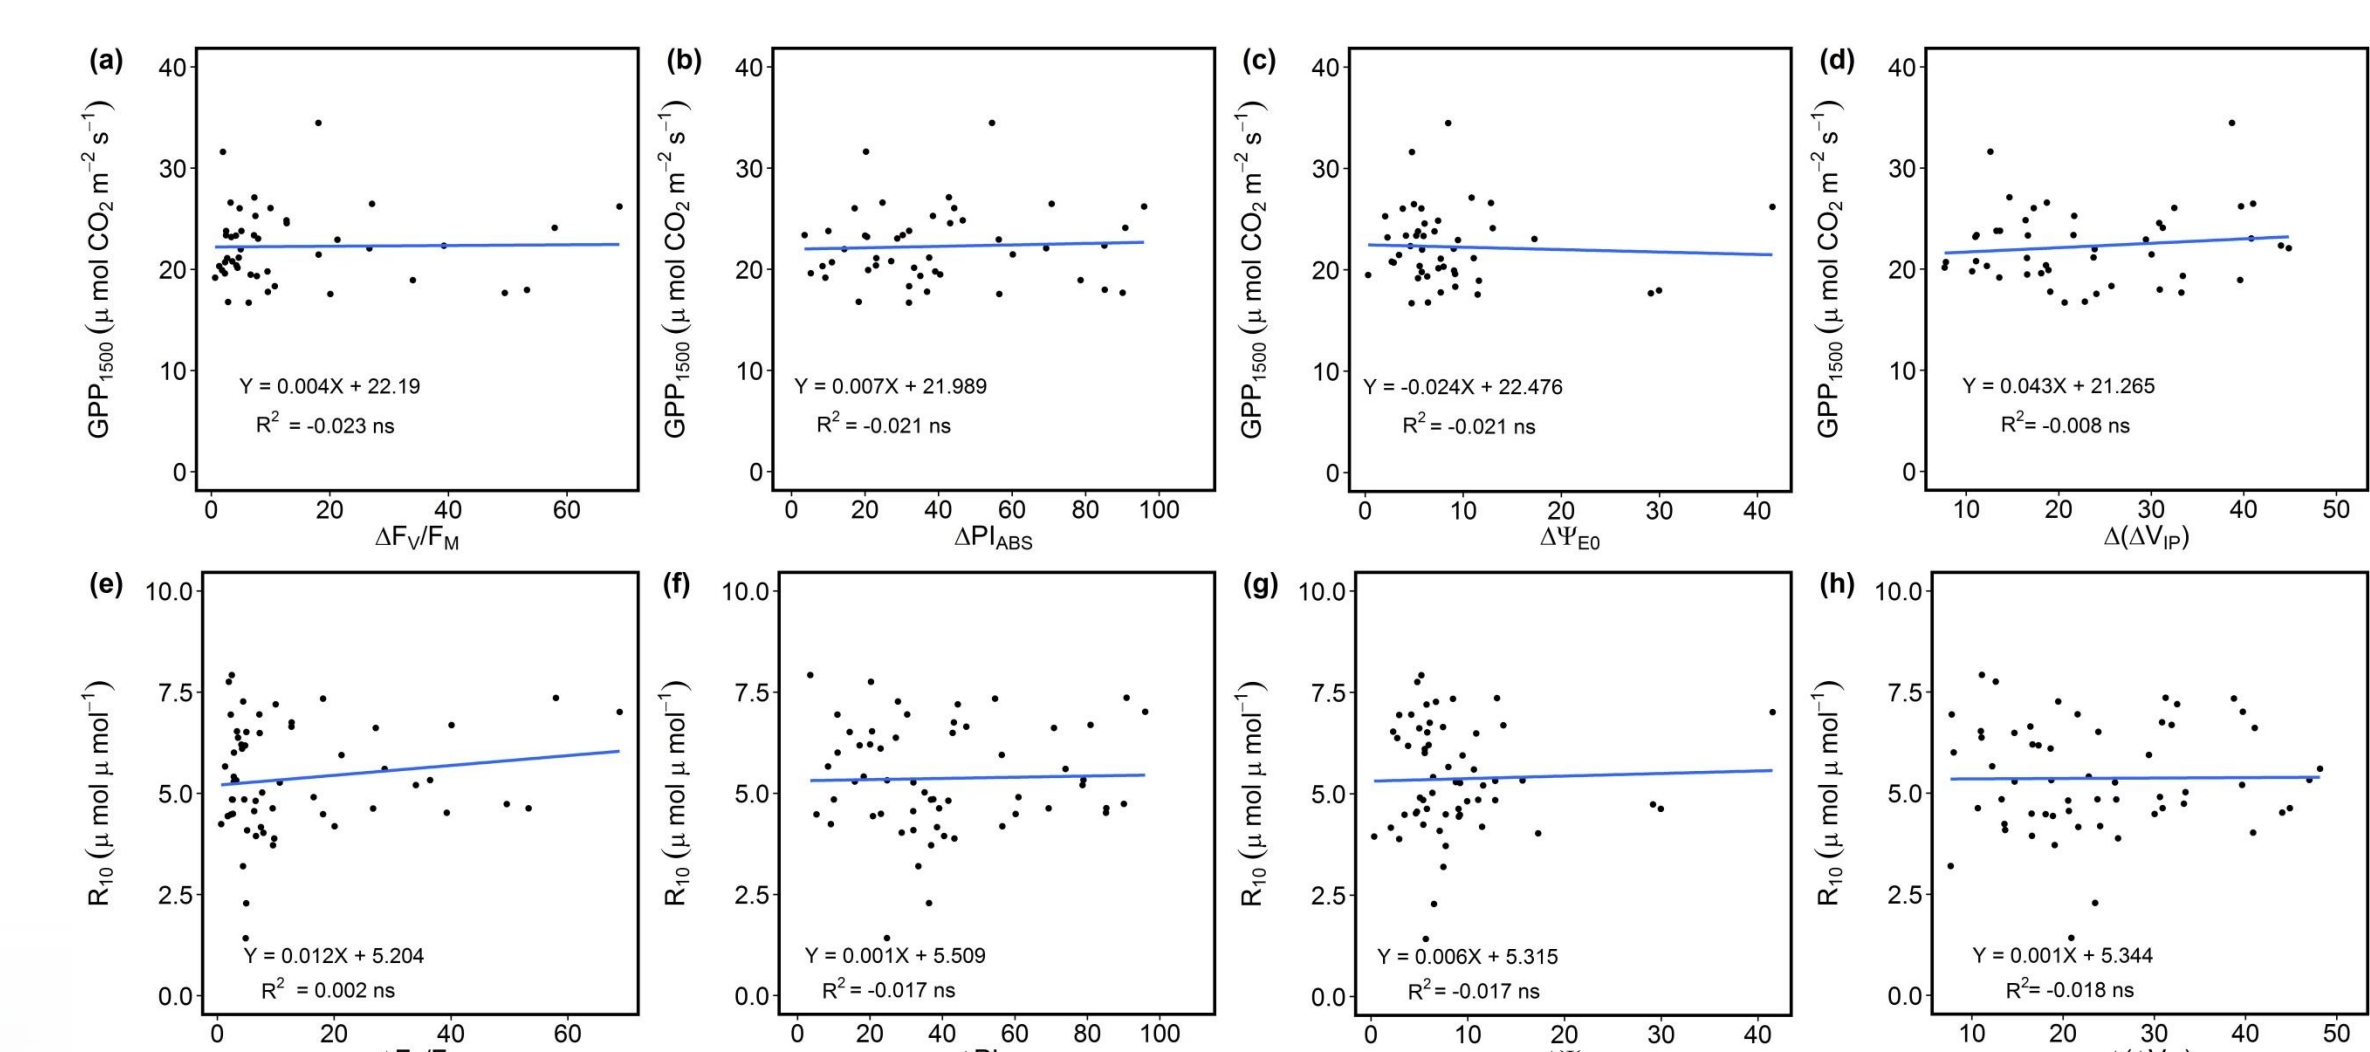 (a)
GPP1500 (μ mol CO2 m−2 s−1)
40
30
20
10
0
Y = 0.004X + 22.19
R2 = -0.023 ns
0 20 40 60
ΔFV/FM
(b)
GPP1500 (μ mol CO2 m−2 s−1)
40
30
20
10
0
Y = 0.007X + 21.989
R2 = -0.021 ns
0 20 40 60 80 100
ΔPIABS
(c)
GPP1500 (μ mol CO2 m−2 s−1)
40
30
20
10
0
Y = -0.024X + 22.476
R2 = -0.021 ns
0 10 20 30 40
ΔΨE0
(d)
GPP1500 (μ mol CO2 m−2 s−1)
40
30
20
10
0
Y = 0.043X + 21.265
R2= -0.008 ns
10 20 30 40 50
Δ(ΔVIP)
(e)
R10 (μ mol μ mol−1)
10.0
7.5
5.0
2.5
0.0
Y = 0.012X + 5.204
R2 = 0.002 ns
0 20 40 60
(f)
R10 (μ mol μ mol−1)
10.0
7.5
5.0
2.5
0.0
Y = 0.001X + 5.509
R2 = -0.017 ns
0 20 40 60 80 100
(g)
R10 (μ mol μ mol−1)
10.0
7.5
5.0
2.5
0.0
Y = 0.006X + 5.315
R2 = -0.017 ns
0 10 20 30 40
(h)
R10 (μ mol μ mol−1)
10.0
7.5
5.0
2.5
0.0
Y = 0.001X + 5.344
R2= -0.018 ns
10 20 30 40 50